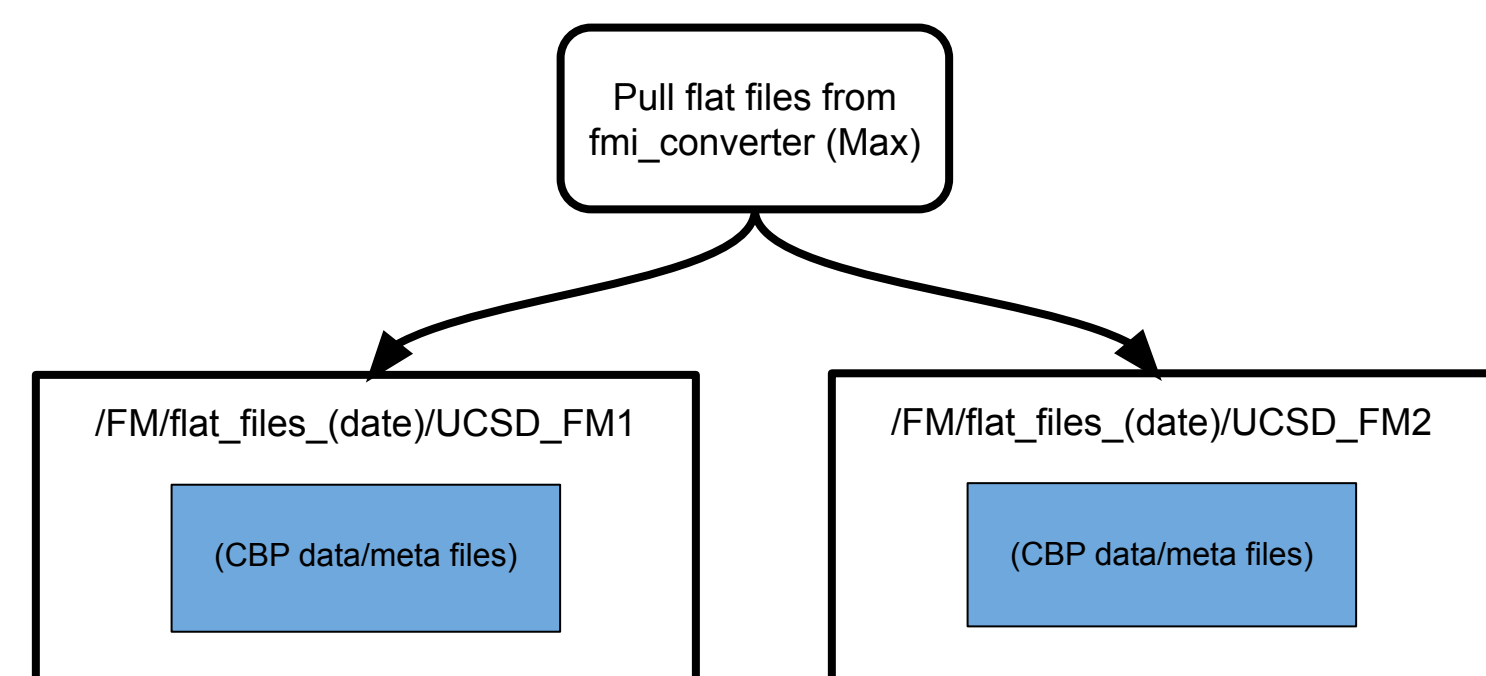 Pull flat files from
fmi_converter (Max)
/FM/flat_files_(date)/UCSD_FM1
(CBP data/meta files)
/FM/flat_files_(date)/UCSD_FM2
(CBP data/meta files)